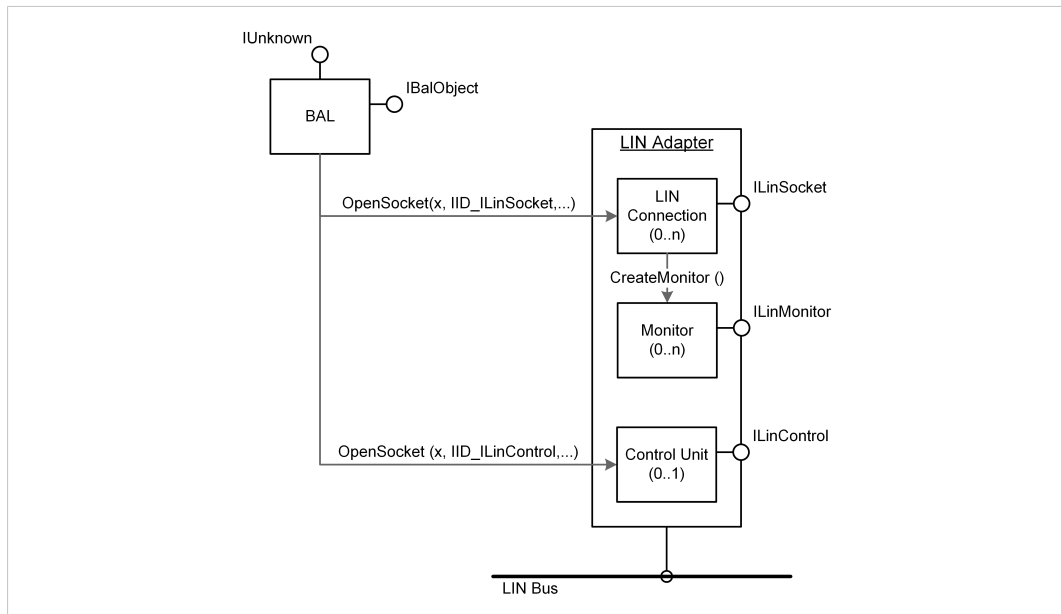 IUnknown
IBalObject
BAL
LIN Adapter
ILinSocket
LIN
Connection
(0..n)
OpenSocket(x, IID_ILinSocket,...)
CreateMonitor ()
ILinMonitor
Monitor
(0..n)
ILinControl
OpenSocket (x, IID_ILinControl,...)
Control Unit
(0..1)
LIN Bus